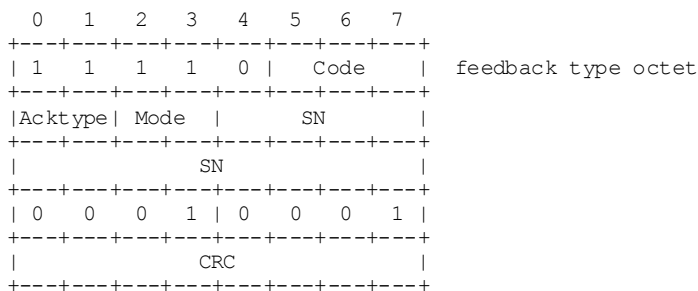 0   1   2   3   4   5   6   7
+---+---+---+---+---+---+---+---+
| 1   1   1   1   0 |   Code    |  feedback type octet
+---+---+---+---+---+---+---+---+
|Acktype| Mode  |      SN       |
+---+---+---+---+---+---+---+---+
|              SN               |
+---+---+---+---+---+---+---+---+
| 0   0   0   1 | 0   0   0   1 |
+---+---+---+---+---+---+---+---+
|              CRC              |
+---+---+---+---+---+---+---+---+